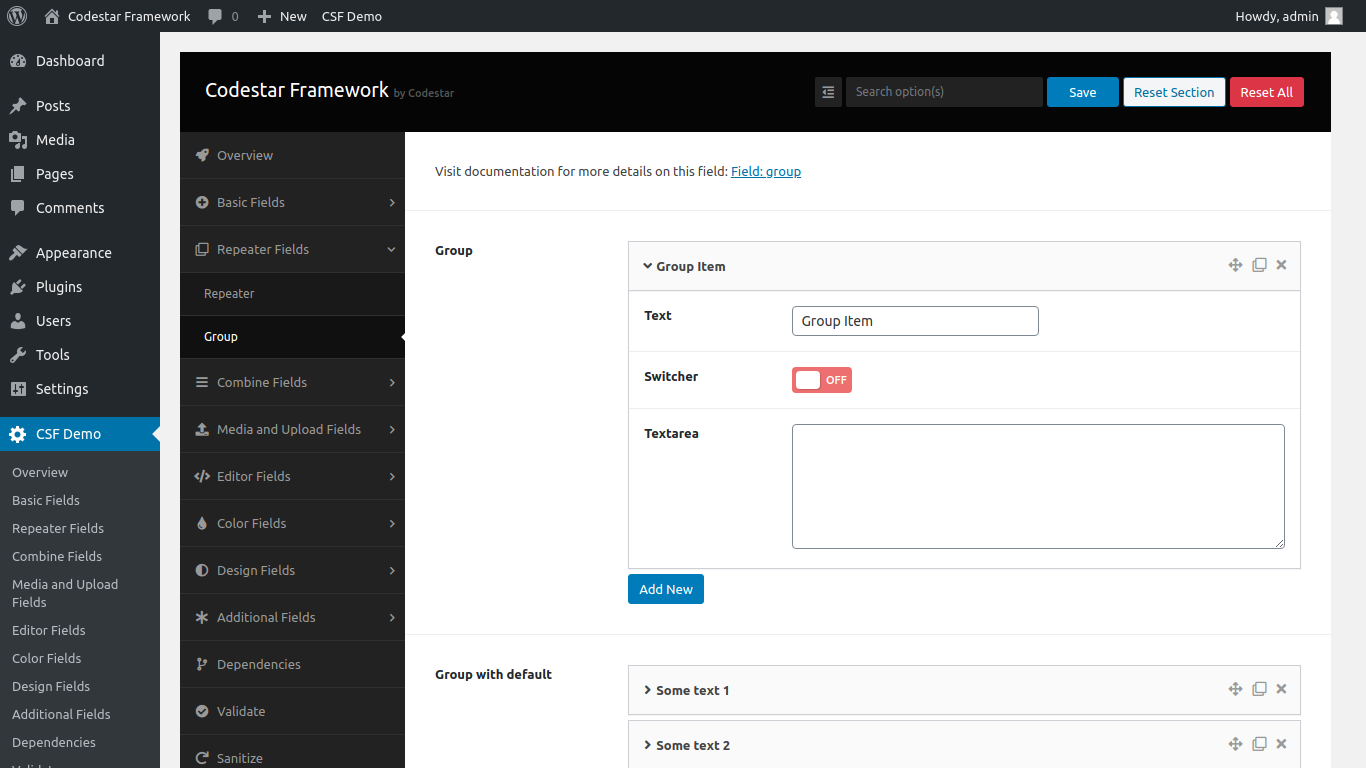 Codestar Framework
0
New
CSF Demo
Howdy, admin
Dashboard
Posts
Media
Pages
Comments
Appearance
Plugins
Users
Tools
Settings
CSF Demo
Overview
Basic Fields
Repeater Fields
Combine Fields
Media and Upload
Fields
Editor Fields
Color Fields
Design Fields
Additional Fields
Dependencies
Codestar Framework by Codestar
Search option(s)
Save
Reset Section
Reset All
Overview
Basic Fields
Repeater Fields
Repeater
Group
Combine Fields
Media and Upload Fields
Editor Fields
Color Fields
Design Fields
Additional Fields
Dependencies
Validate
Sanitize
Visit documentation for more details on this field: Field: group
Group
Group Item
Text
Group Item
Switcher
OFF
Textarea
Add New
Group with default
Some text 1
Some text 2